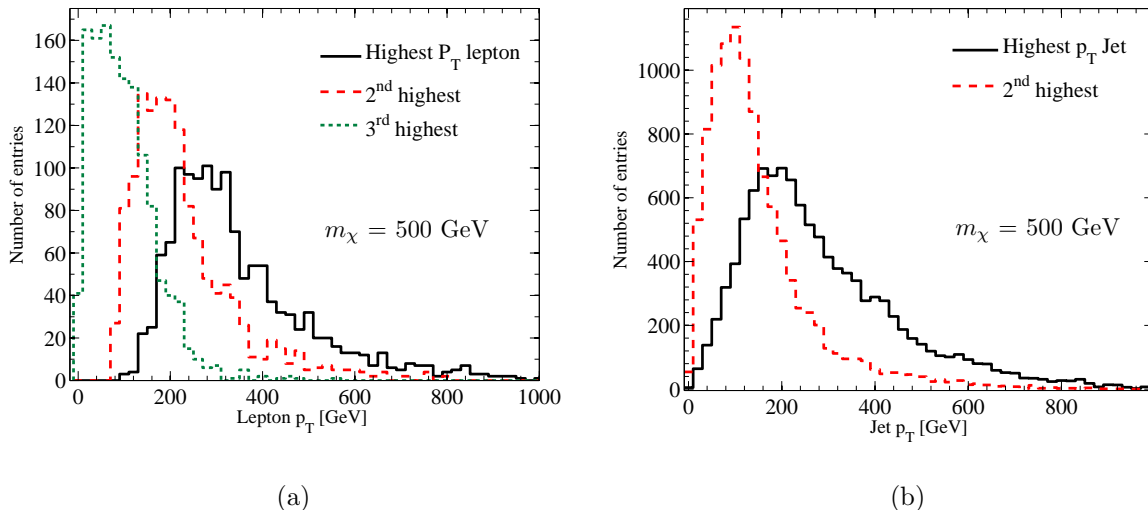 160
140
120
100
80
60
40
20
0
Number of entries
Highest P_T lepton
2^nd highest
3^rd highest
m_χ = 500 GeV
0 200 400 600 800 1000
Lepton p_T [GeV]
(a)
1000
800
600
400
200
0
Number of entries
Highest p_T Jet
2^nd highest
m_χ = 500 GeV
0 200 400 600 800
Jet p_T [GeV]
(b)